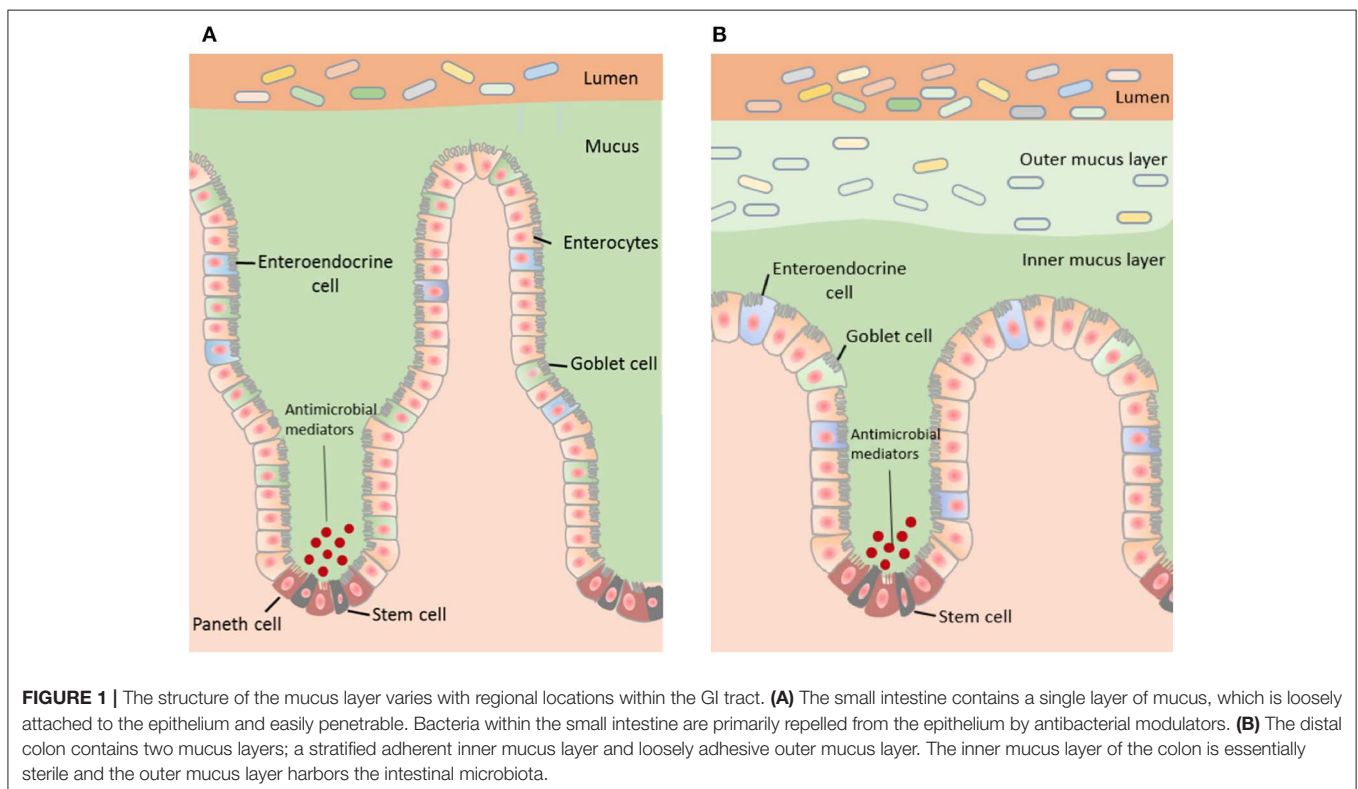 A
Lumen
Mucus
Enterocytes
Enteroendocrine
cell
Goblet cell
Antimicrobial
mediators
Paneth cell
Stem cell
B
Lumen
Outer mucus layer
Inner mucus layer
Enteroendocrine
cell
Goblet cell
Antimicrobial
mediators
Stem cell
FIGURE 1 | The structure of the mucus layer varies with regional locations within the GI tract. (A) The small intestine contains a single layer of mucus, which is loosely
attached to the epithelium and easily penetrable. Bacteria within the small intestine are primarily repelled from the epithelium by antibacterial modulators. (B) The distal
colon contains two mucus layers; a stratified adherent inner mucus layer and loosely adhesive outer mucus layer. The inner mucus layer of the colon is essentially
sterile and the outer mucus layer harbors the intestinal microbiota.